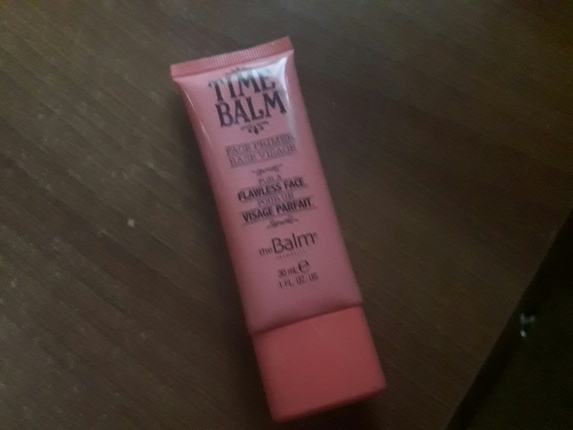 TIME
BALM
FACE PRIMER
BASE VISAGE
FOR A
FLAWLESS FACE
POUR UN
VISAGE PARFAIT
theBalm®
30 mL e
1 FL. OZ. US